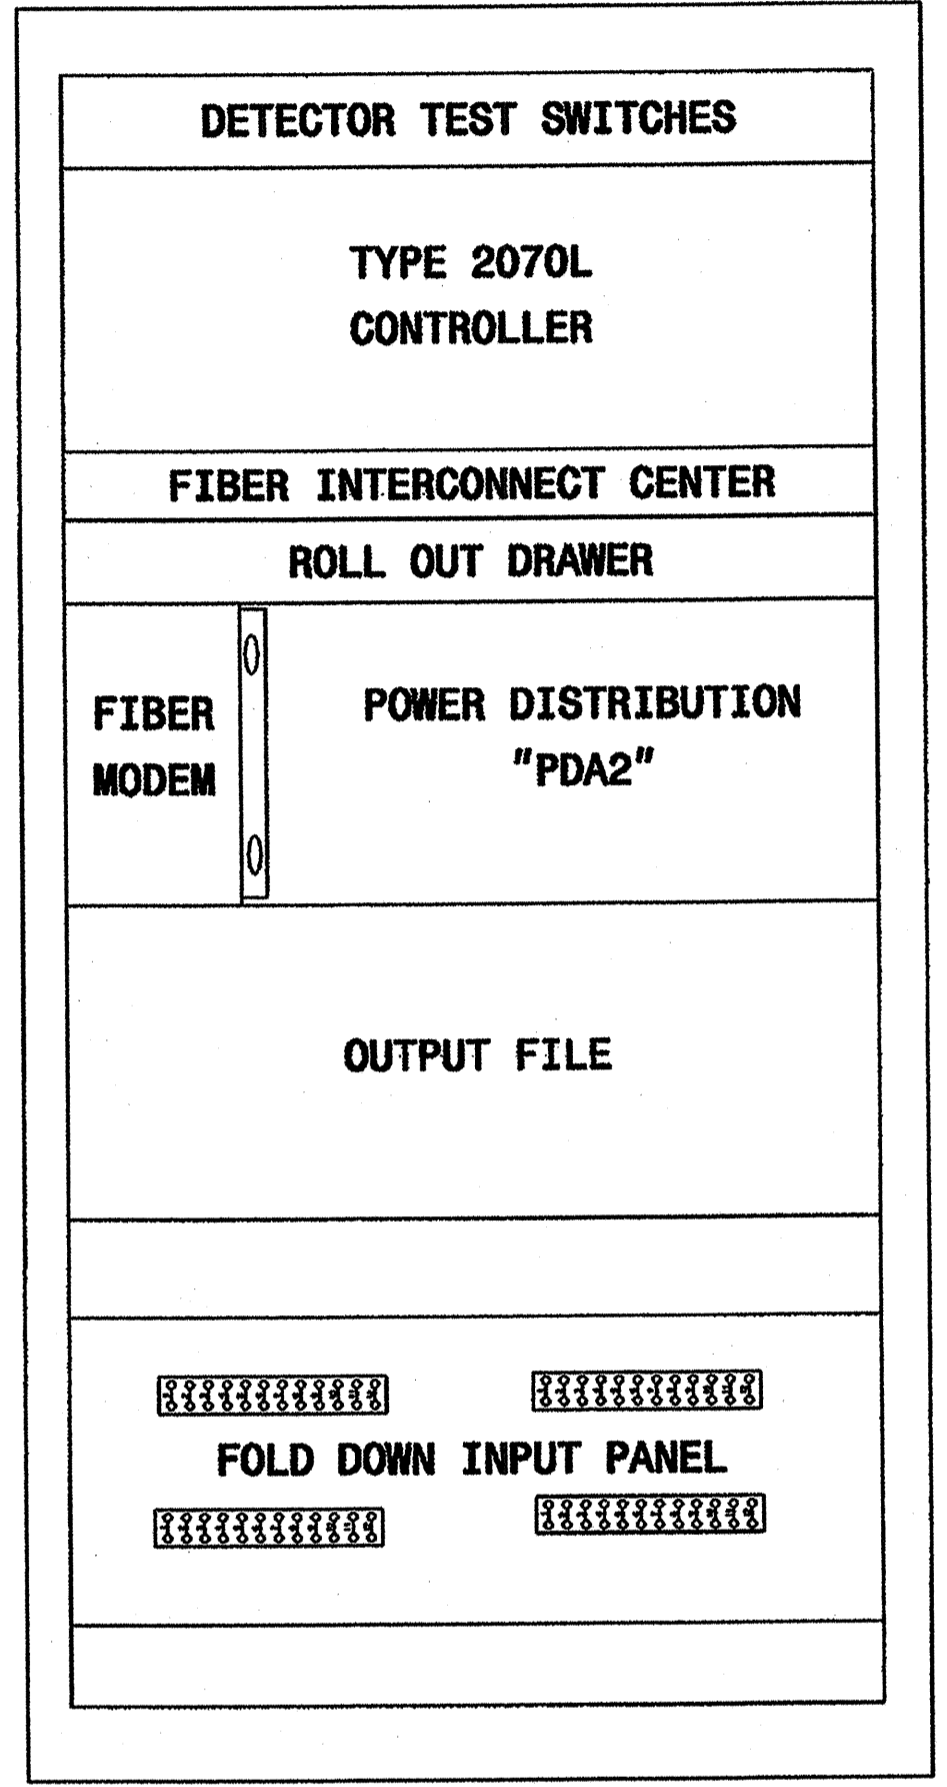 DETECTOR TEST SWITCHES
TYPE 2070L
CONTROLLER
FIBER INTERCONNECT CENTER
ROLL OUT DRAWER
FIBER
MODEM
POWER DISTRIBUTION
"PDA2"
OUTPUT FILE
FOLD DOWN INPUT PANEL